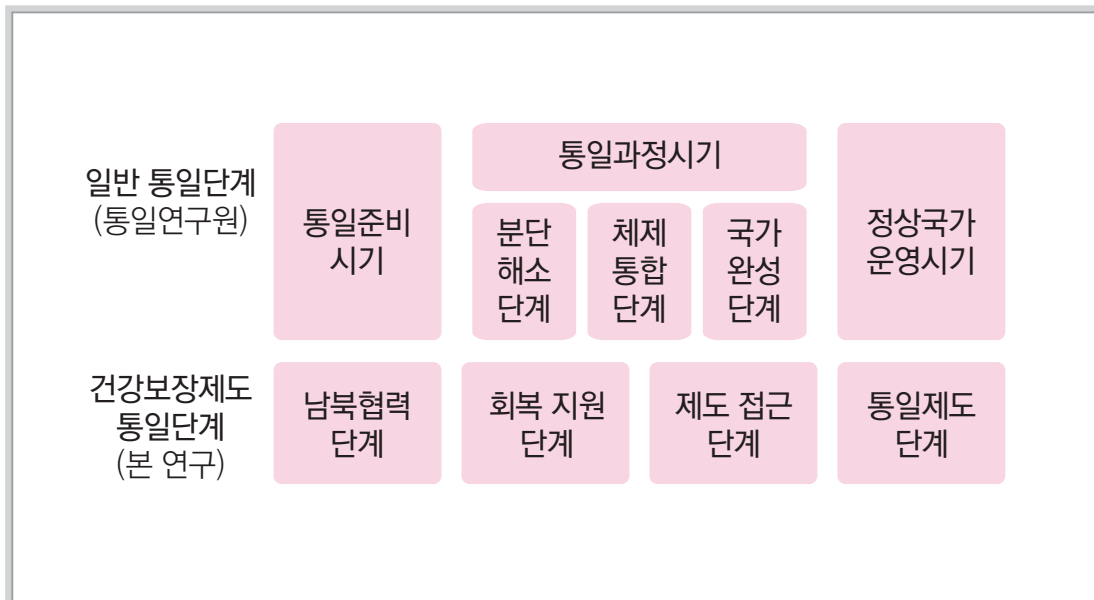 일반 통일단계
(통일연구원)
통일준비
시기
통일과정시기
분단
해소
단계
체제
통합
단계
국가
완성
단계
정상국가
운영시기
건강보장제도
통일단계
(본 연구)
남북협력
단계
회복 지원
단계
제도 접근
단계
통일제도
단계